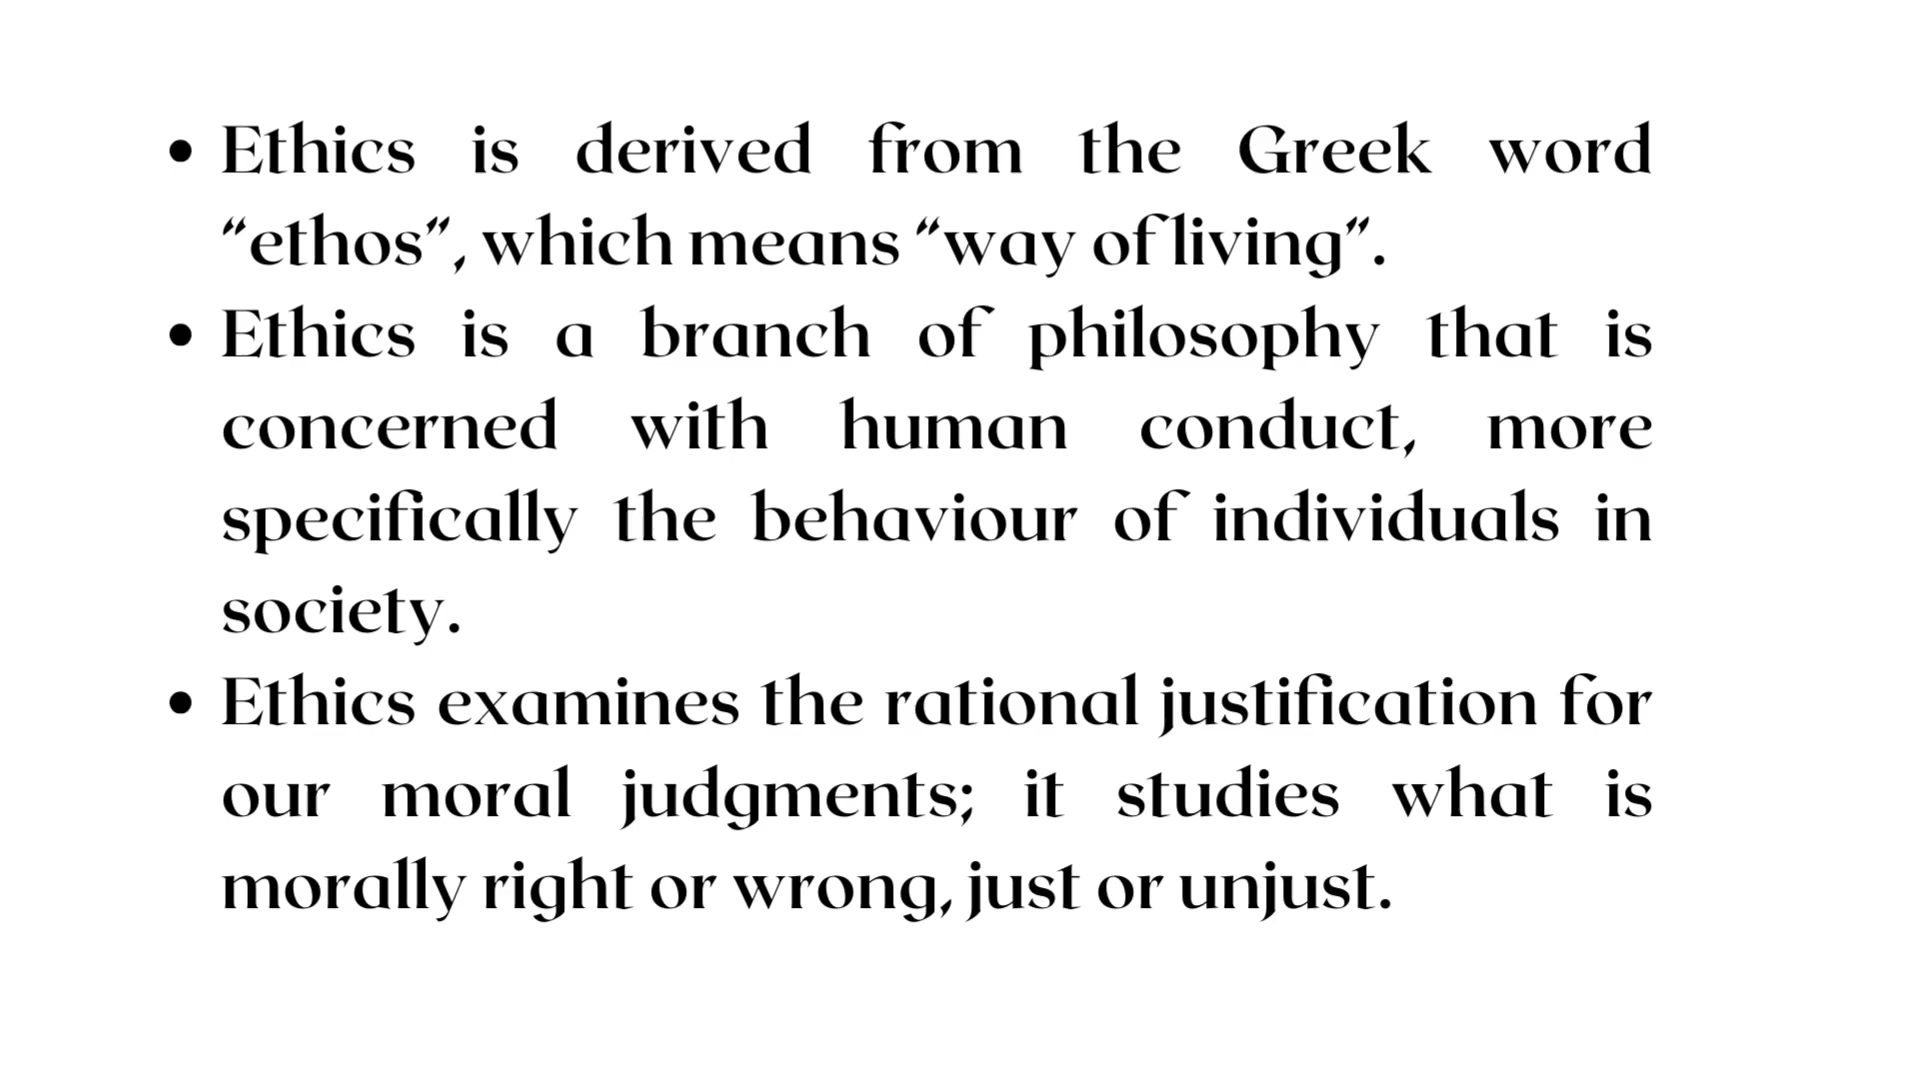 • Ethics is derived from the Greek word
“ethos”, which means “way of living”.
• Ethics is a branch of philosophy that is
concerned with human conduct, more
specifically the behaviour of individuals in
society.
• Ethics examines the rational justification for
our moral judgments; it studies what is
morally right or wrong, just or unjust.